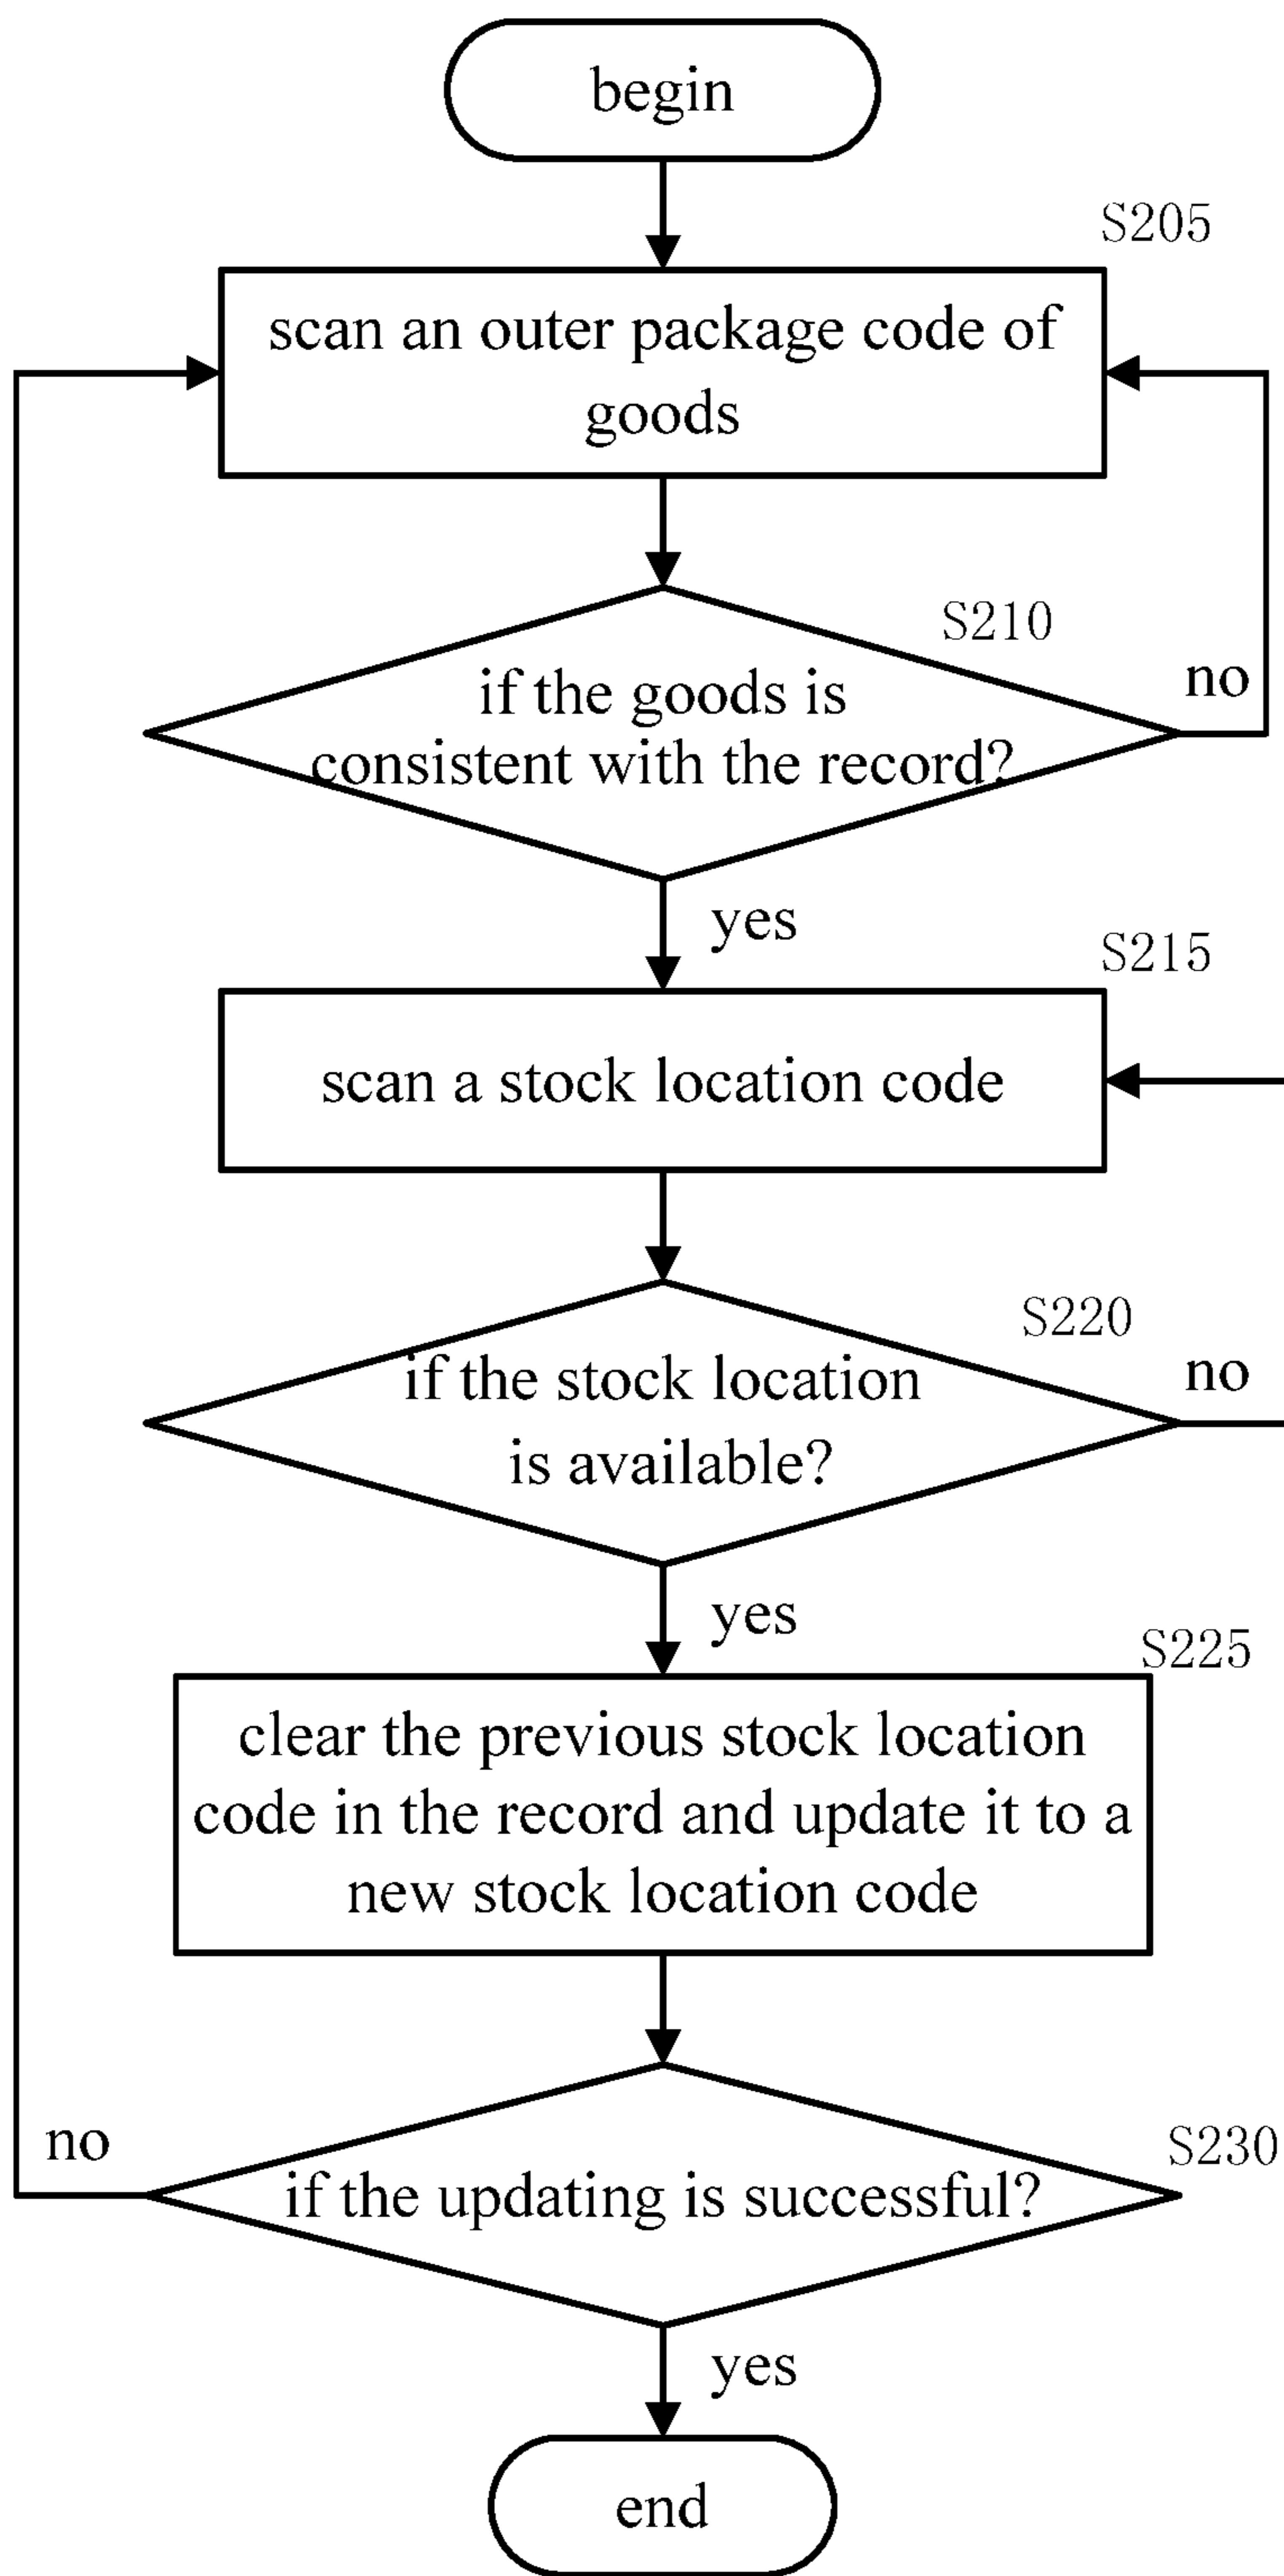 begin
S205
scan an outer package code of
goods
S210
if the goods is
no
consistent with the record?
yes
S215
scan a stock location code
S220
if the stock location
no
is available?
yes
S225
clear the previous stock location
code in the record and update it to a
new stock location code
no
S230
if the updating is successful?
yes
end